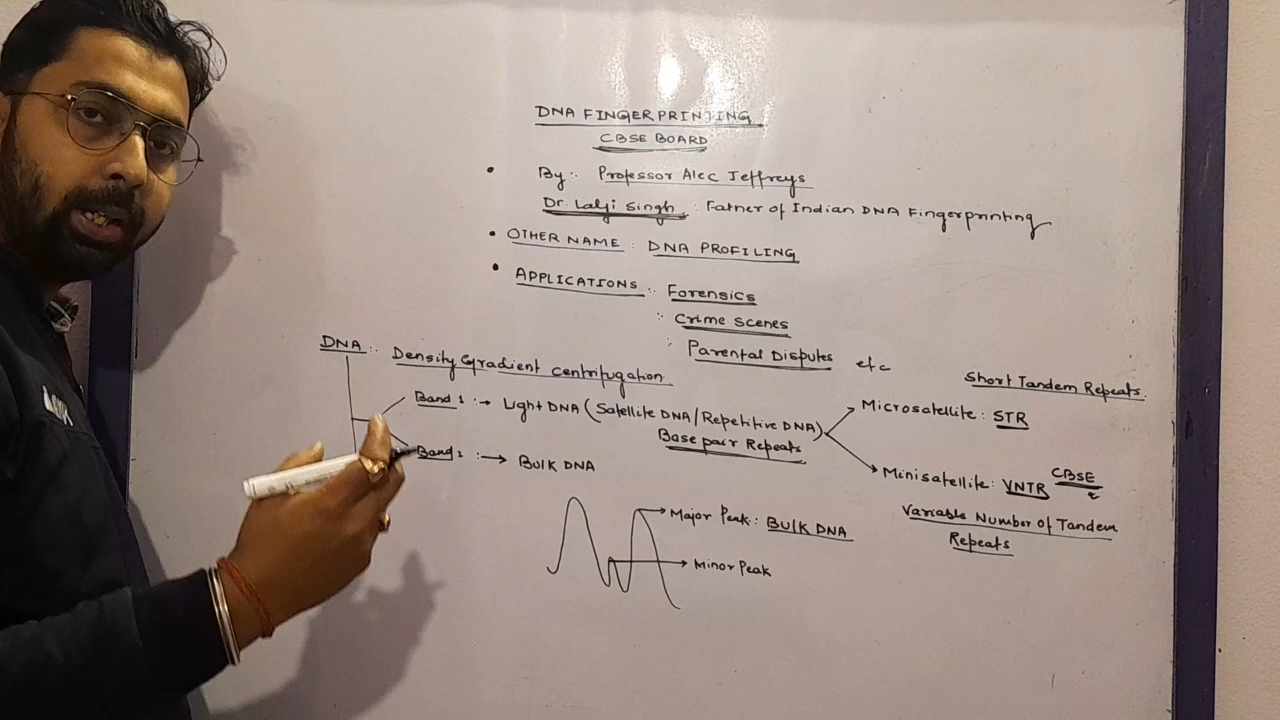 DNA FINGERPRINTING
CBSE BOARD
• By:- Professor Alec Jeffreys
Dr. Lalji Singh : Father of Indian DNA Fingerprinting
• OTHER NAME : DNA PROFILING
• APPLICATIONS :- Forensics
:- Crime Scenes
: Parental Disputes etc
DNA :- Density Gradient Centrifugation
Band 1 :→ Light DNA (Satellite DNA/Repetitive DNA)
Base pair Repeats
Band 2 :→ Bulk DNA
Short Tandem Repeats.
Microsatellite : STR
Minisatellite : VNTR CBSE
Variable Number of Tandem
Repeats
Major Peak : BULK DNA
Minor Peak